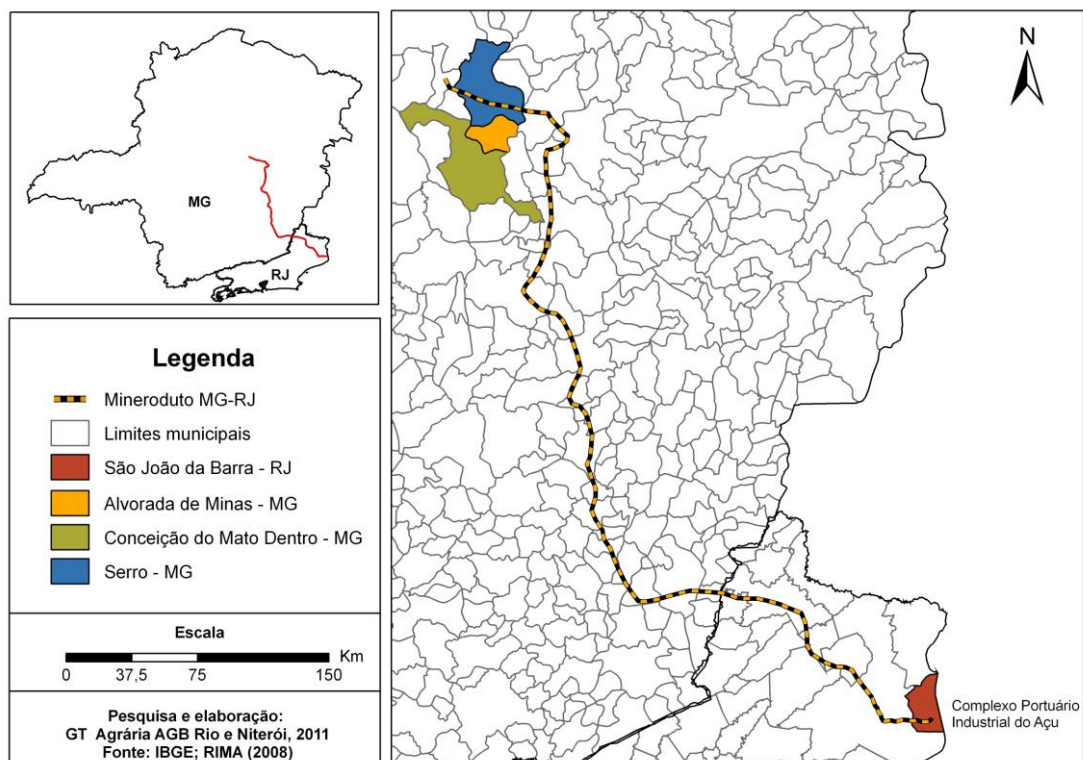 MG
RJ
N
Legenda
Mineroduto MG-RJ
Limites municipais
São João da Barra - RJ
Alvorada de Minas - MG
Conceição do Mato Dentro - MG
Serro - MG
Escala
Km
0 37,5 75 150
Pesquisa e elaboração:
GT Agrária AGB Rio e Niterói, 2011
Fonte: IBGE; RIMA (2008)
Complexo Portuário
Industrial do Açu